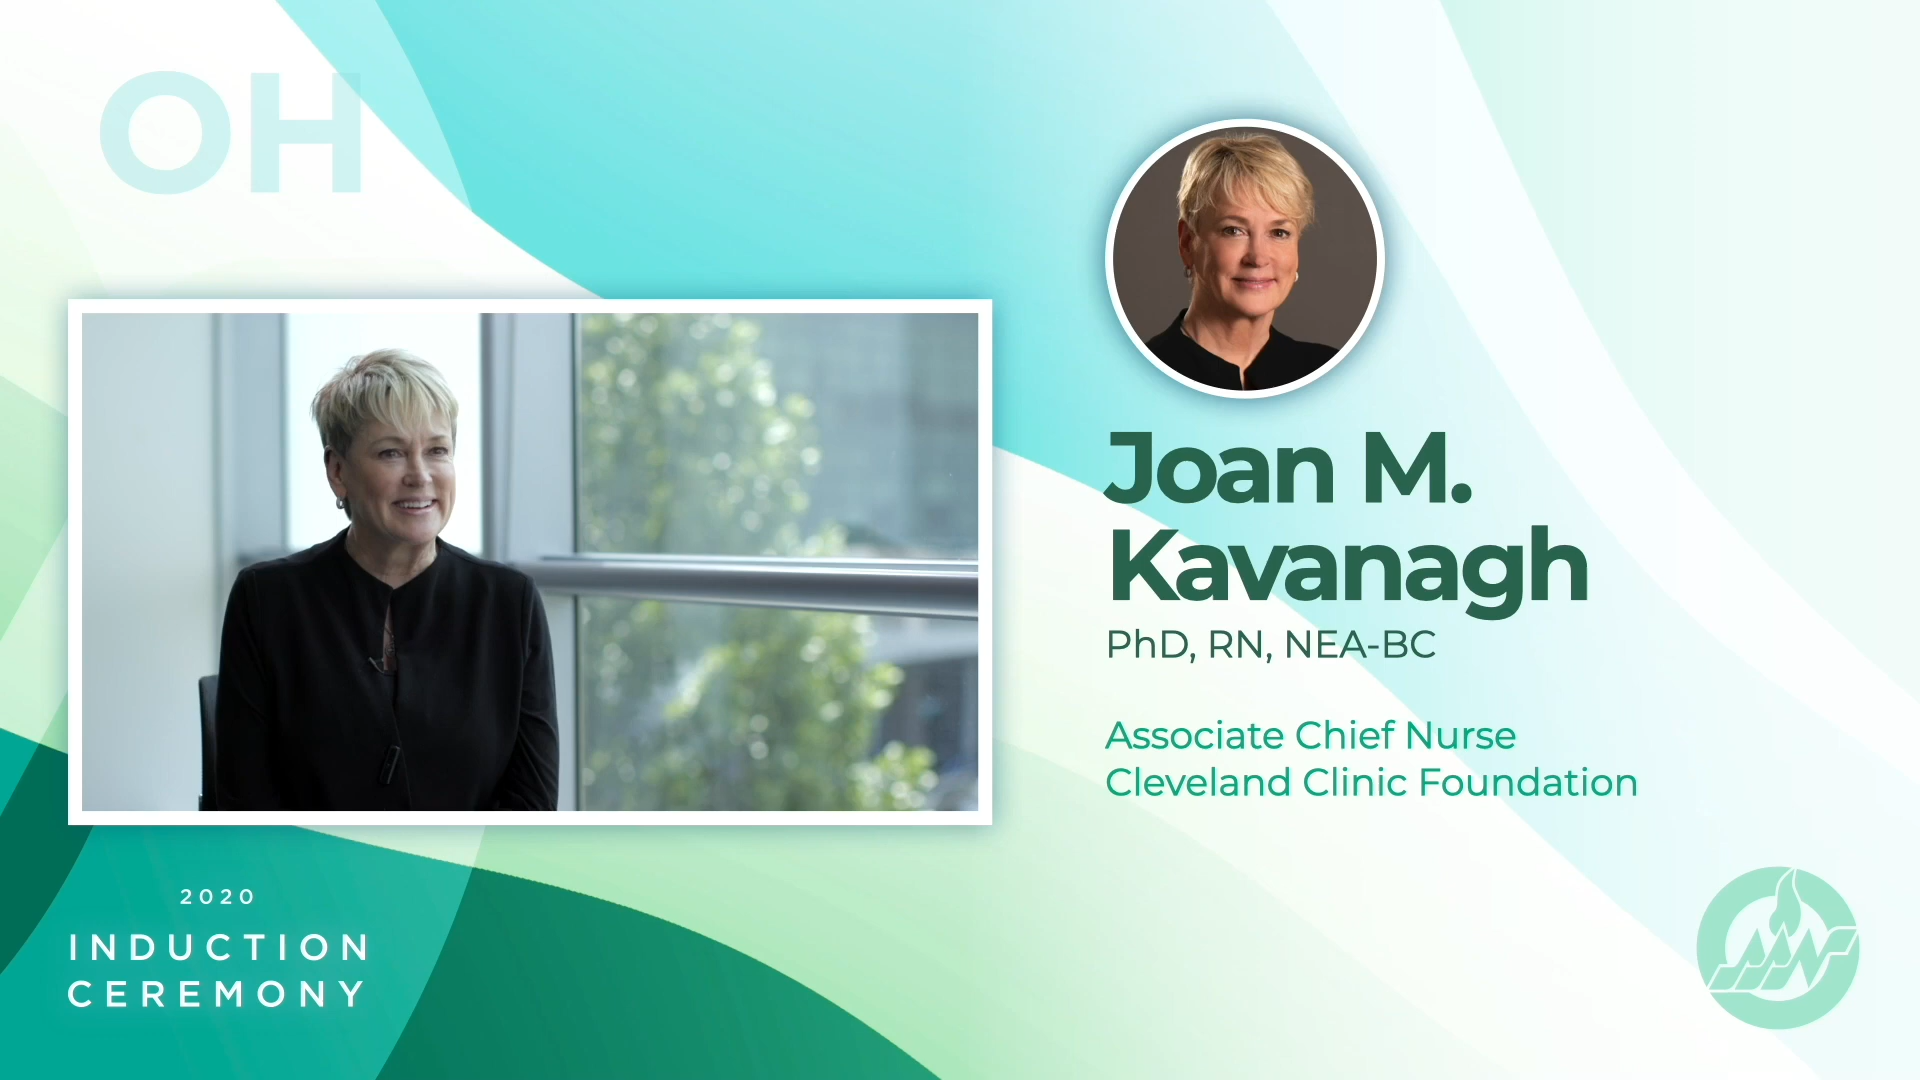 OH
Joan M.
Kavanagh
PhD, RN, NEA-BC
Associate Chief Nurse
Cleveland Clinic Foundation
2020
INDUCTION
CEREMONY